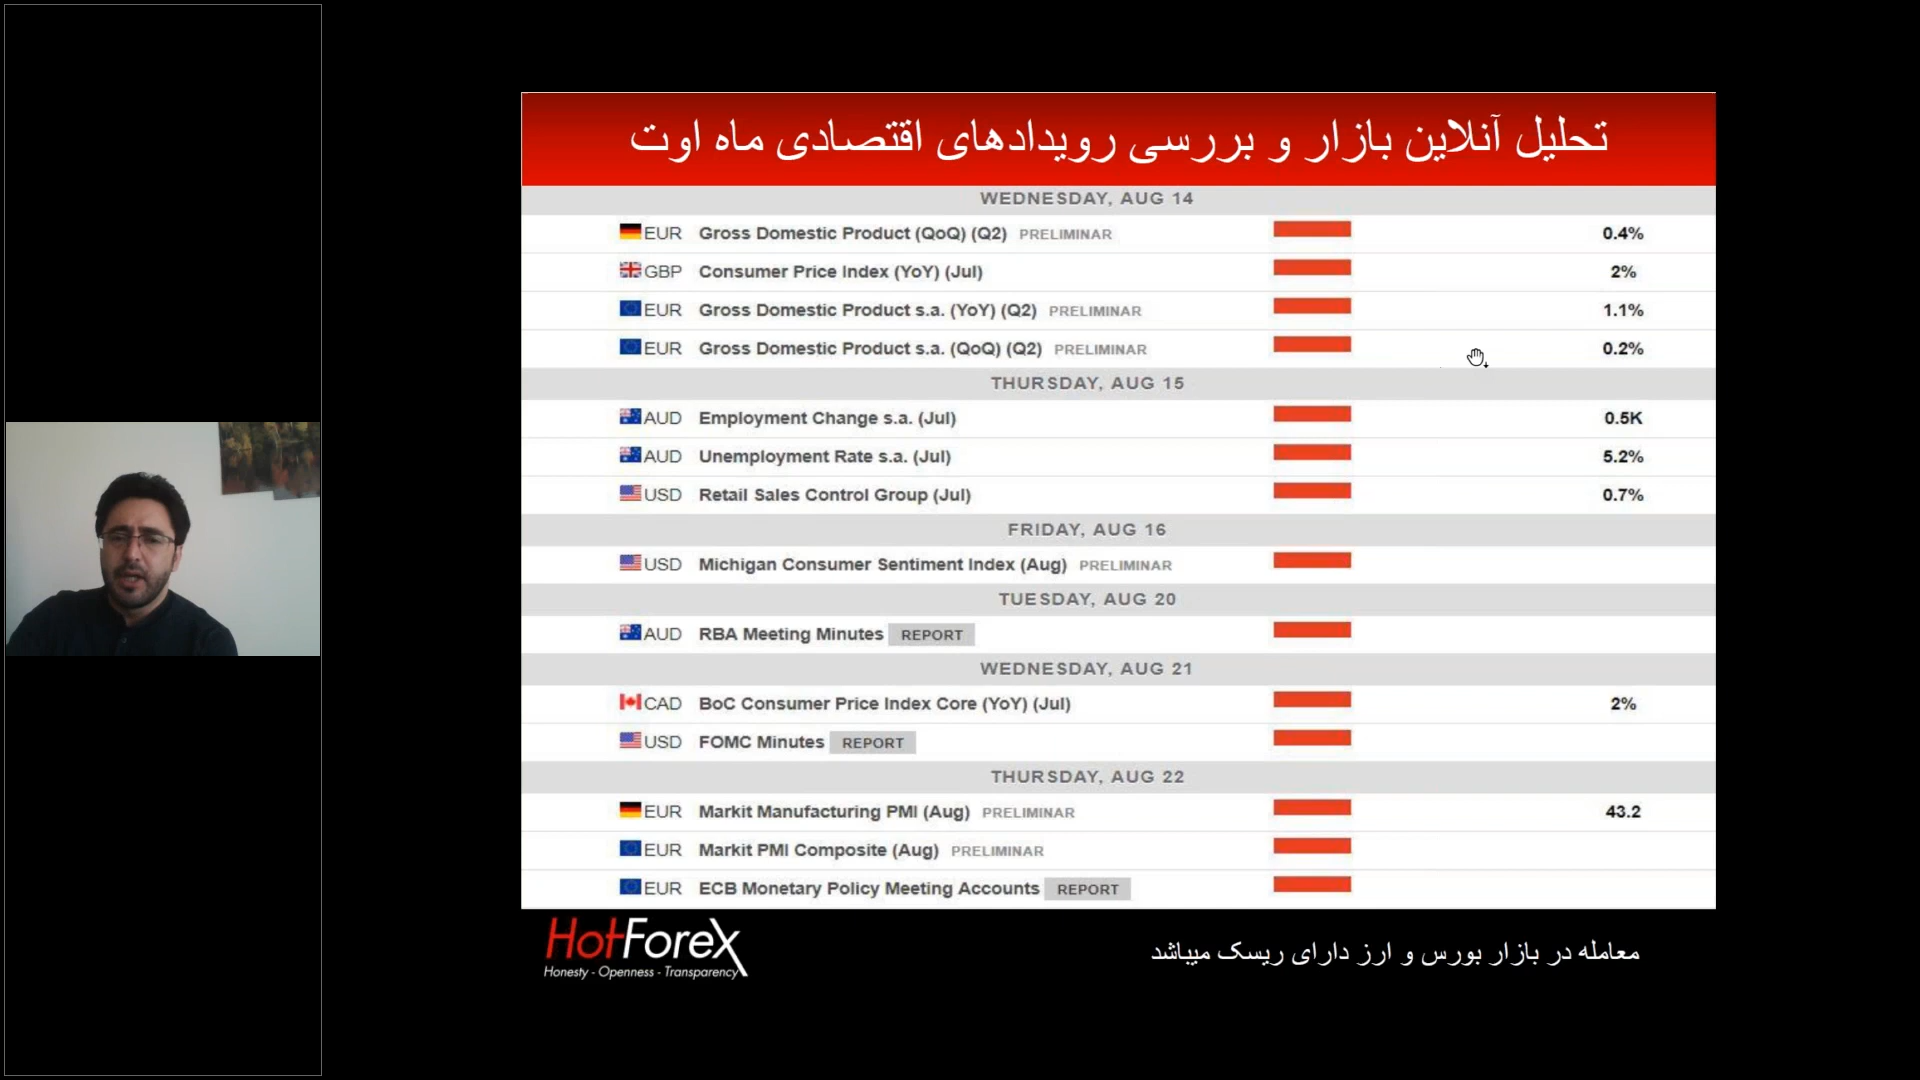 تحلیل آنلاین بازار و بررسی رویدادهای اقتصادی ماه اوت
WEDNESDAY, AUG 14
EUR Gross Domestic Product (QoQ) (Q2) PRELIMINAR 0.4%
GBP Consumer Price Index (YoY) (Jul) 2%
EUR Gross Domestic Product s.a. (YoY) (Q2) PRELIMINAR 1.1%
EUR Gross Domestic Product s.a. (QoQ) (Q2) PRELIMINAR 0.2%
THURSDAY, AUG 15
AUD Employment Change s.a. (Jul) 0.5K
AUD Unemployment Rate s.a. (Jul) 5.2%
USD Retail Sales Control Group (Jul) 0.7%
FRIDAY, AUG 16
USD Michigan Consumer Sentiment Index (Aug) PRELIMINAR
TUESDAY, AUG 20
AUD RBA Meeting Minutes REPORT
WEDNESDAY, AUG 21
CAD BoC Consumer Price Index Core (YoY) (Jul) 2%
USD FOMC Minutes REPORT
THURSDAY, AUG 22
EUR Markit Manufacturing PMI (Aug) PRELIMINAR 43.2
EUR Markit PMI Composite (Aug) PRELIMINAR
EUR ECB Monetary Policy Meeting Accounts REPORT
HotForex
Honesty - Openness - Transparency
معامله در بازار بورس و ارز دارای ریسک میباشد